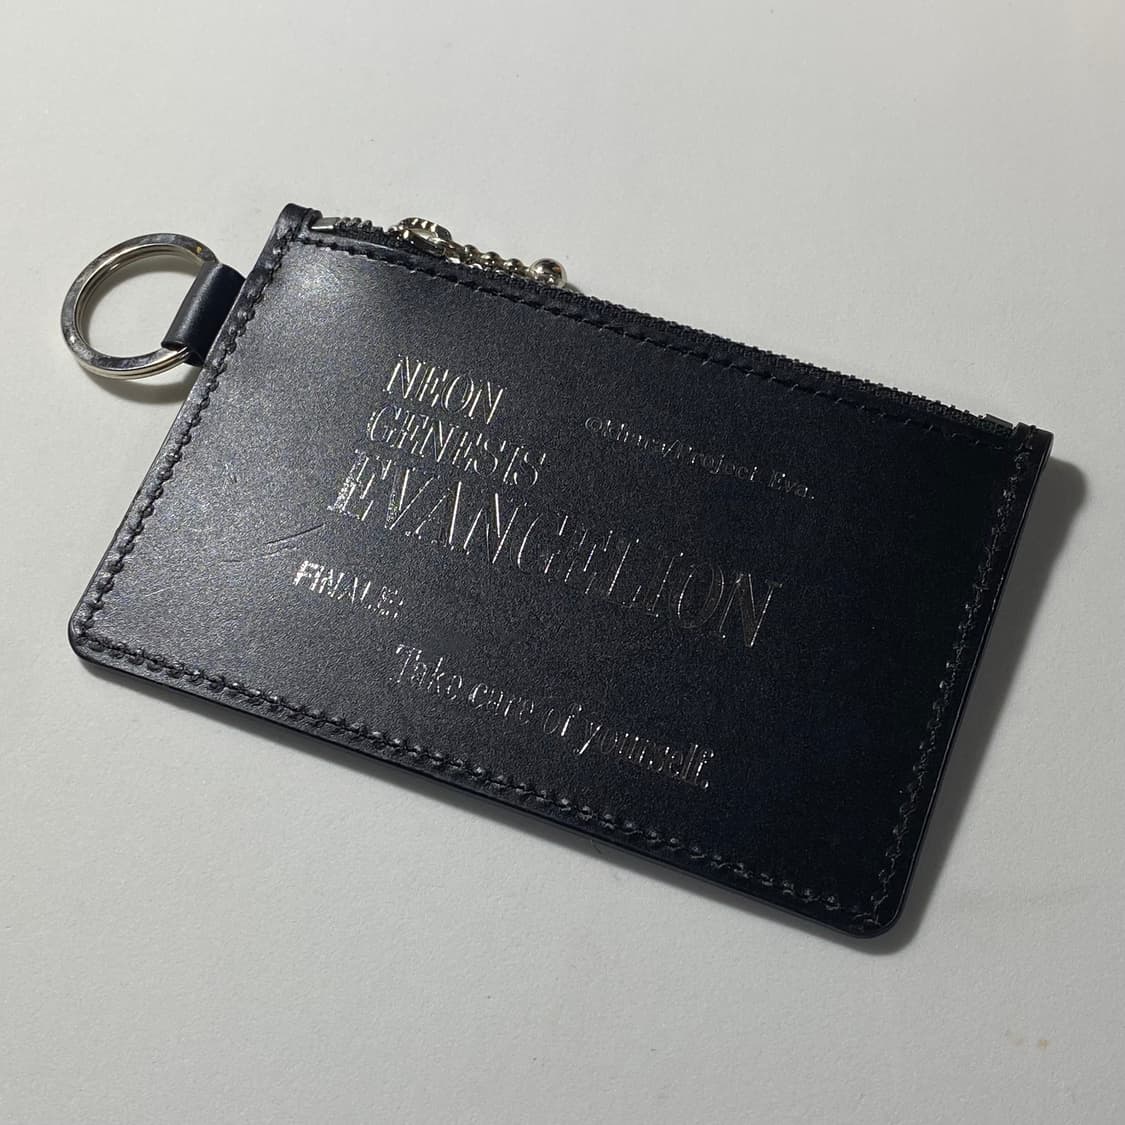 NEON
GENESIS
EVANGELION
©khara/Project Eva.
FINALE:
Take care of yourself.